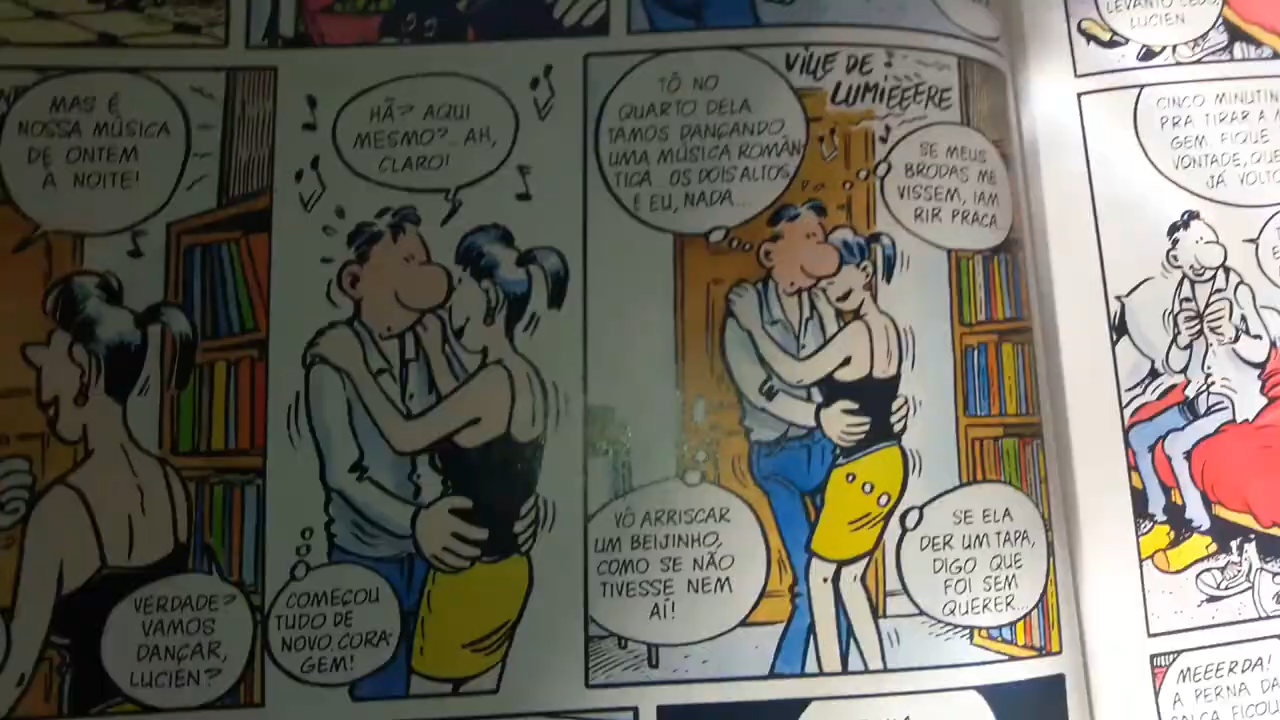 MAS É
NOSSA MÚSICA
DE ONTEM
À NOITE!
VERDADE?
VAMOS
DANÇAR,
LUCIEN?
HÃ? AQUI
MESMO?.. AH,
CLARO!
COMEÇOU
TUDO DE
NOVO. CORA-
GEM!
VILLE DE
LUMIÈEERE
TÔ NO
QUARTO DELA
TAMOS DANÇANDO
UMA MÚSICA ROMÂN
TICA... OS DOIS ALTOS
E EU, NADA...
SE MEUS
BRODAS ME
VISSEM, IAM
RIR PRACA
VÔ ARRISCAR
UM BEIJINHO,
COMO SE NÃO
TIVESSE NEM
AÍ!
SE ELA
DER UM TAPA,
DIGO QUE
FOI SEM
QUERER...
LUCIEN
CINCO MINUTIN
PRA TIRAR A
GEM. FIQUE
VONTADE, QUE
JÁ VOLTO
MEEERDA!
A PERNA DA
FICOU